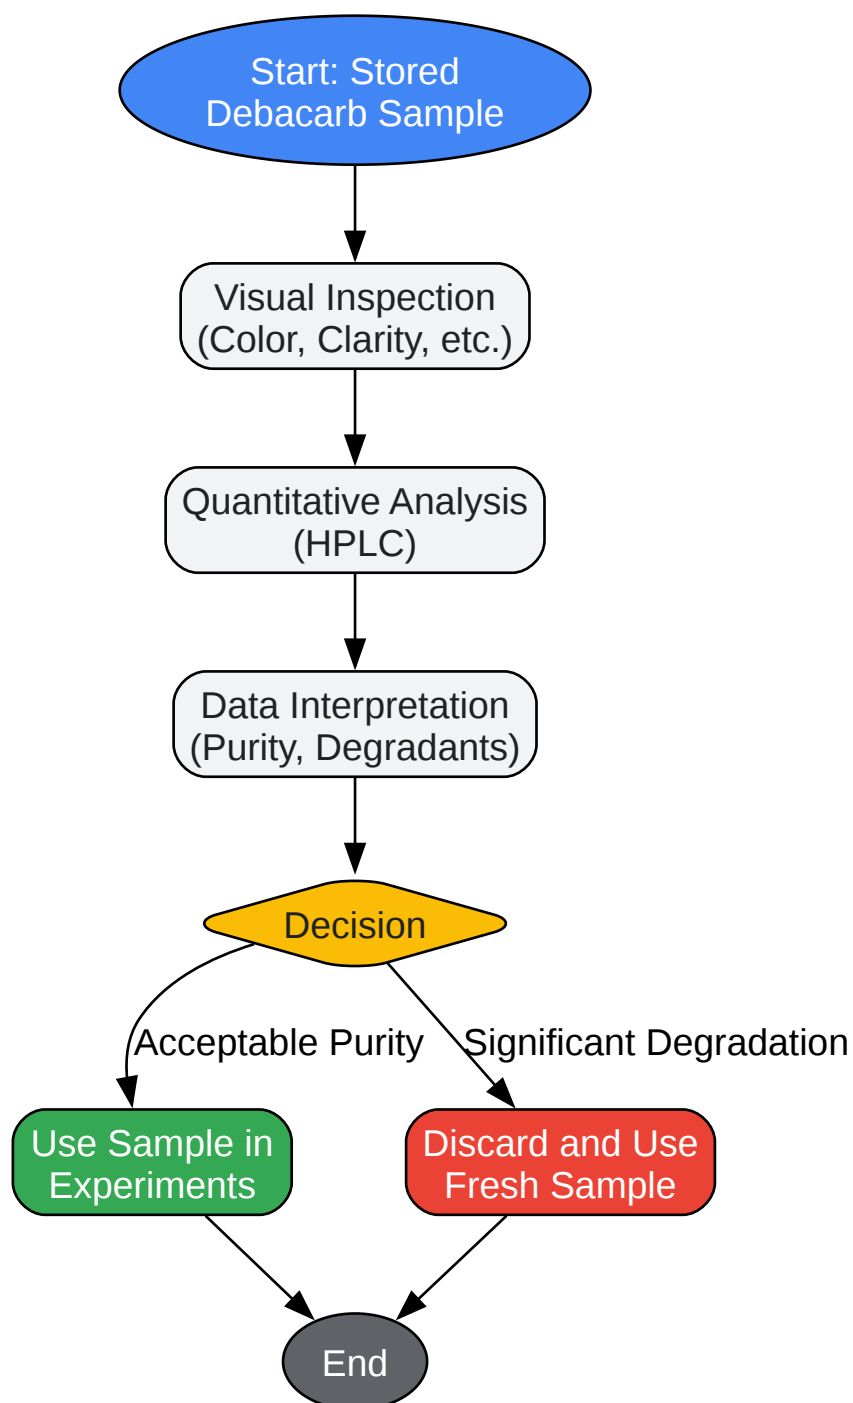 Start: Stored
Debacarb Sample
Visual Inspection
(Color, Clarity, etc.)
Quantitative Analysis
(HPLC)
Data Interpretation
(Purity, Degradants)
Decision
Acceptable Purity
Significant Degradation
Use Sample in
Experiments
Discard and Use
Fresh Sample
End